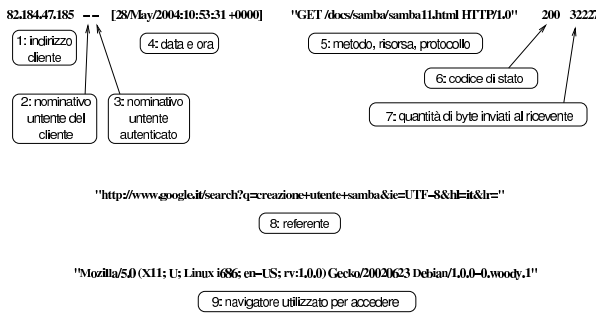 82.184.47.185 – – [28/May/2004:10:53:31 +0000] "GET /docs/samba/samba11.html HTTP/1.0" 200 32227
1: indirizzo
cliente
4: data e ora
5: metodo, risorsa, protocollo
6: codice di stato
2: nominativo
untente del
cliente
3: nominativo
untente
autenticato
7: quantità di byte inviati al ricevente
"http://www.google.it/search?q=creazione+utente+samba&ie=UTF–8&hl=it&lr="
8: referente
"Mozilla/5.0 (X11; U; Linux i686; en–US; rv:1.0.0) Gecko/20020623 Debian/1.0.0–0.woody.1"
9: navigatore utilizzato per accedere